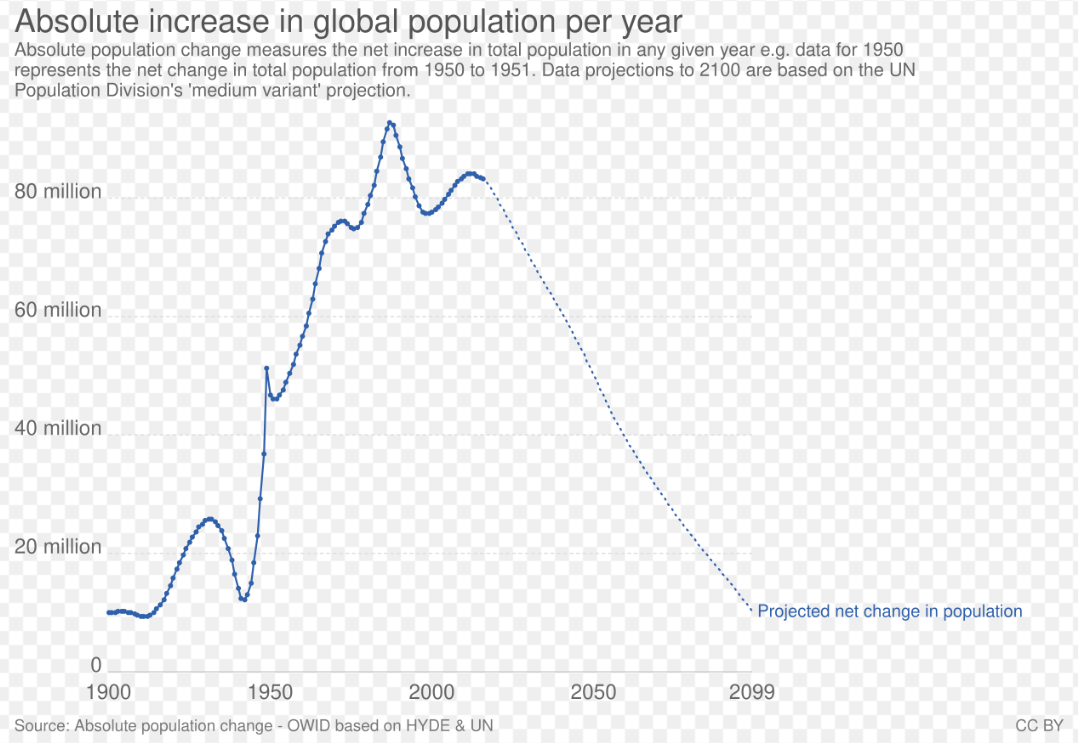 Absolute increase in global population per year
Absolute population change measures the net increase in total population in any given year e.g. data for 1950
represents the net change in total population from 1950 to 1951. Data projections to 2100 are based on the UN
Population Division's 'medium variant' projection.
80 million
60 million
40 million
20 million
Projected net change in population
0
1900 1950 2000 2050 2099
Source: Absolute population change - OWID based on HYDE & UN CC BY